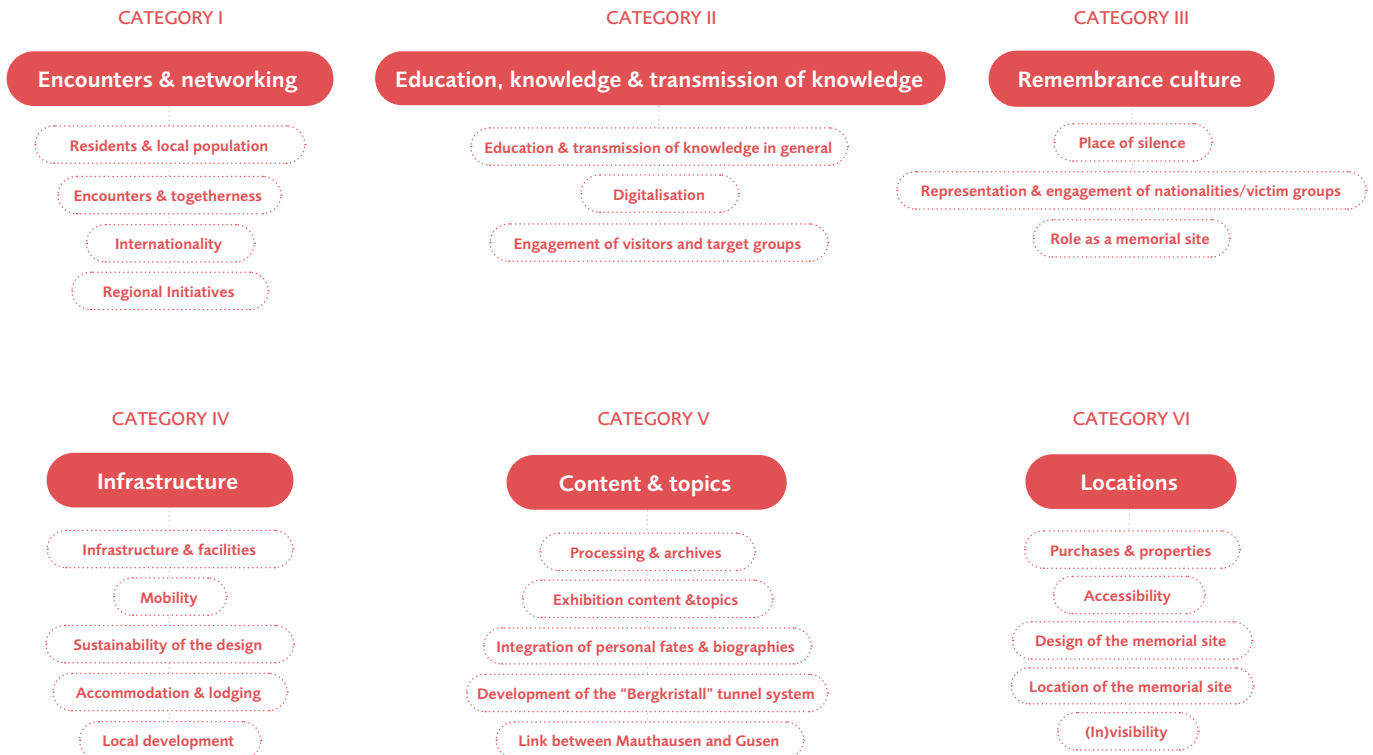 CATEGORY I
Encounters & networking
Residents & local population
Encounters & togetherness
Internationality
Regional Initiatives
CATEGORY II
Education, knowledge & transmission of knowledge
Education & transmission of knowledge in general
Digitalisation
Engagement of visitors and target groups
CATEGORY III
Remembrance culture
Place of silence
Representation & engagement of nationalities/victim groups
Role as a memorial site
CATEGORY IV
Infrastructure
Infrastructure & facilities
Mobility
Sustainability of the design
Accommodation & lodging
Local development
CATEGORY V
Content & topics
Processing & archives
Exhibition content &topics
Integration of personal fates & biographies
Development of the "Bergkristall" tunnel system
Link between Mauthausen and Gusen
CATEGORY VI
Locations
Purchases & properties
Accessibility
Design of the memorial site
Location of the memorial site
(In)visibility